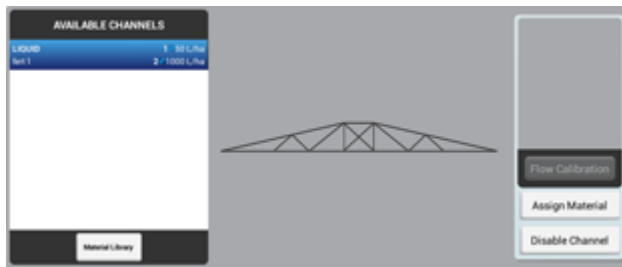 AVAILABLE CHANNELS
LIQUID 1 50 L/ha
fert 1 2 1000 L/ha
Material Library
Flow Calibration
Assign Material
Disable Channel